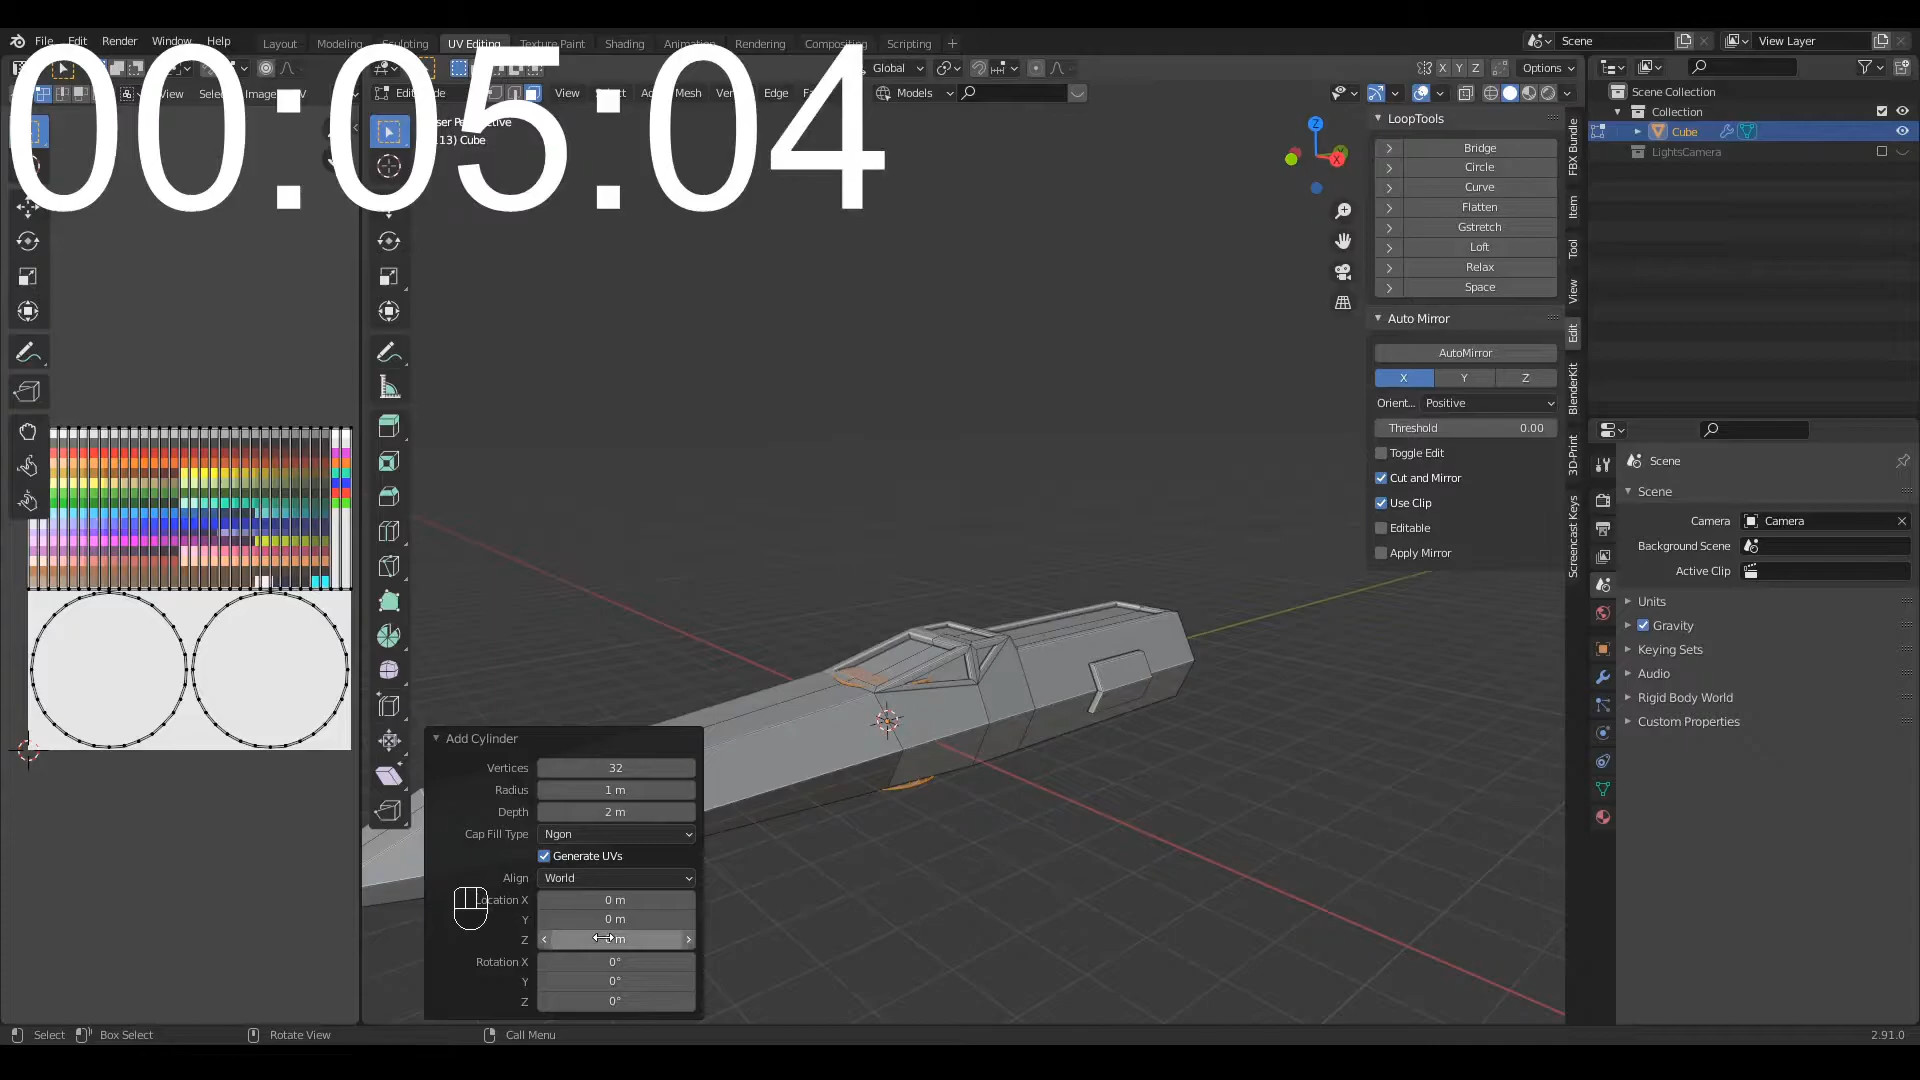 00:05:04
File Edit Render Window Help
Layout Modeling Sculpting UV Editing Texture Paint Shading Animation Rendering Compositing Scripting
Scene
View Layer
Global
X Y Z
Options
View
Image
View
Mesh
Edge
Models
(13) Cube
LoopTools
Bridge
Circle
Curve
Flatten
Gstretch
Loft
Relax
Space
Auto Mirror
AutoMirror
X Y Z
Orient... Positive
Threshold 0.00
Toggle Edit
Cut and Mirror
Use Clip
Editable
Apply Mirror
FBX Bundle
Item
Tool
View
Edit
BlenderKit
3D-Print
Screencast Keys
Z
X
Scene Collection
Collection
Cube
LightsCamera
Scene
Scene
Camera Camera
Background Scene
Active Clip
Units
Gravity
Keying Sets
Audio
Rigid Body World
Custom Properties
Add Cylinder
Vertices 32
Radius 1 m
Depth 2 m
Cap Fill Type Ngon
Generate UVs
Align World
Location X 0 m
Y 0 m
Z m
Rotation X 0°
Y 0°
Z 0°
Select Box Select Rotate View Call Menu
2.91.0